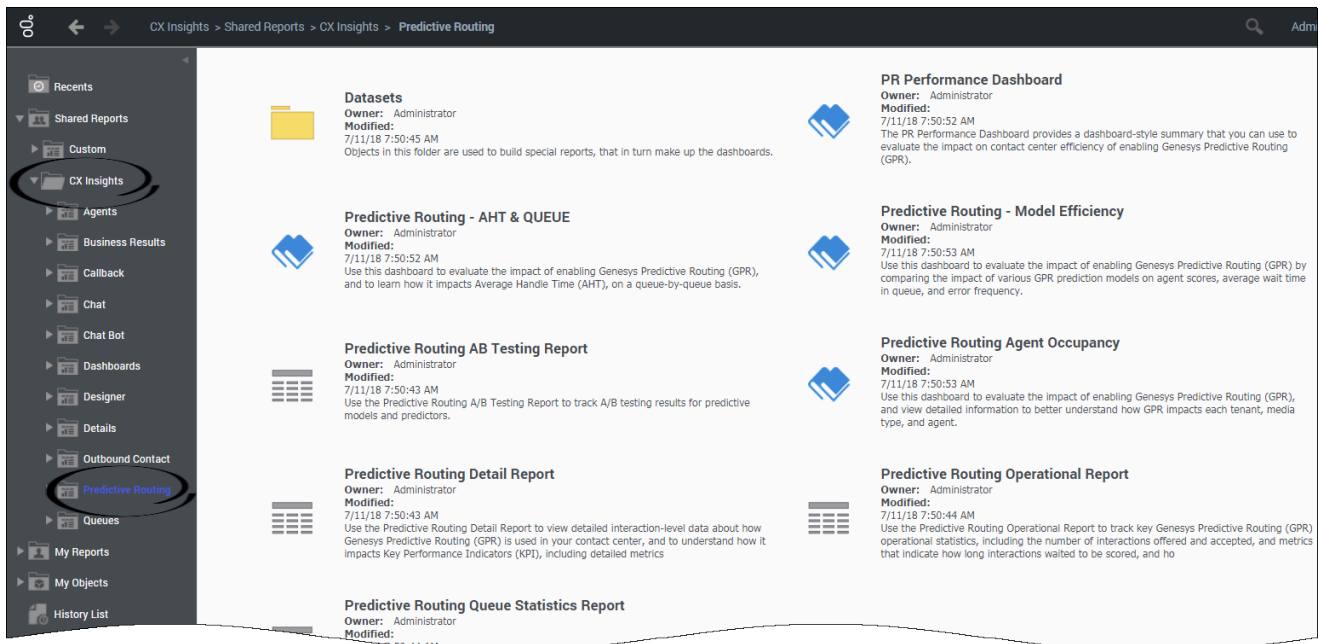 CX Insights > Shared Reports > CX Insights > Predictive Routing
Admi
Recents
Shared Reports
Custom
CX Insights
Agents
Business Results
Callback
Chat
Chat Bot
Dashboards
Designer
Details
Outbound Contact
Predictive Routing
Queues
My Reports
My Objects
History List
Datasets
Owner: Administrator
Modified:
7/11/18 7:50:45 AM
Objects in this folder are used to build special reports, that in turn make up the dashboards.
PR Performance Dashboard
Owner: Administrator
Modified:
7/11/18 7:50:52 AM
The PR Performance Dashboard provides a dashboard-style summary that you can use to
evaluate the impact on contact center efficiency of enabling Genesys Predictive Routing
(GPR).
Predictive Routing - AHT & QUEUE
Owner: Administrator
Modified:
7/11/18 7:50:52 AM
Use this dashboard to evaluate the impact of enabling Genesys Predictive Routing (GPR),
and to learn how it impacts Average Handle Time (AHT), on a queue-by-queue basis.
Predictive Routing - Model Efficiency
Owner: Administrator
Modified:
7/11/18 7:50:53 AM
Use this dashboard to evaluate the impact of enabling Genesys Predictive Routing (GPR) by
comparing the impact of various GPR prediction models on agent scores, average wait time
in queue, and error frequency.
Predictive Routing AB Testing Report
Owner: Administrator
Modified:
7/11/18 7:50:43 AM
Use the Predictive Routing A/B Testing Report to track A/B testing results for predictive
models and predictors.
Predictive Routing Agent Occupancy
Owner: Administrator
Modified:
7/11/18 7:50:53 AM
Use this dashboard to evaluate the impact of enabling Genesys Predictive Routing (GPR),
and view detailed information to better understand how GPR impacts each tenant, media
type, and agent.
Predictive Routing Detail Report
Owner: Administrator
Modified:
7/11/18 7:50:43 AM
Use the Predictive Routing Detail Report to view detailed interaction-level data about how
Genesys Predictive Routing (GPR) is used in your contact center, and to understand how it
impacts Key Performance Indicators (KPI), including detailed metrics
Predictive Routing Operational Report
Owner: Administrator
Modified:
7/11/18 7:50:44 AM
Use the Predictive Routing Operational Report to track key Genesys Predictive Routing (GPR)
operational statistics, including the number of interactions offered and accepted, and metrics
that indicate how long interactions waited to be scored, and ho
Predictive Routing Queue Statistics Report
Owner: Administrator
Modified: